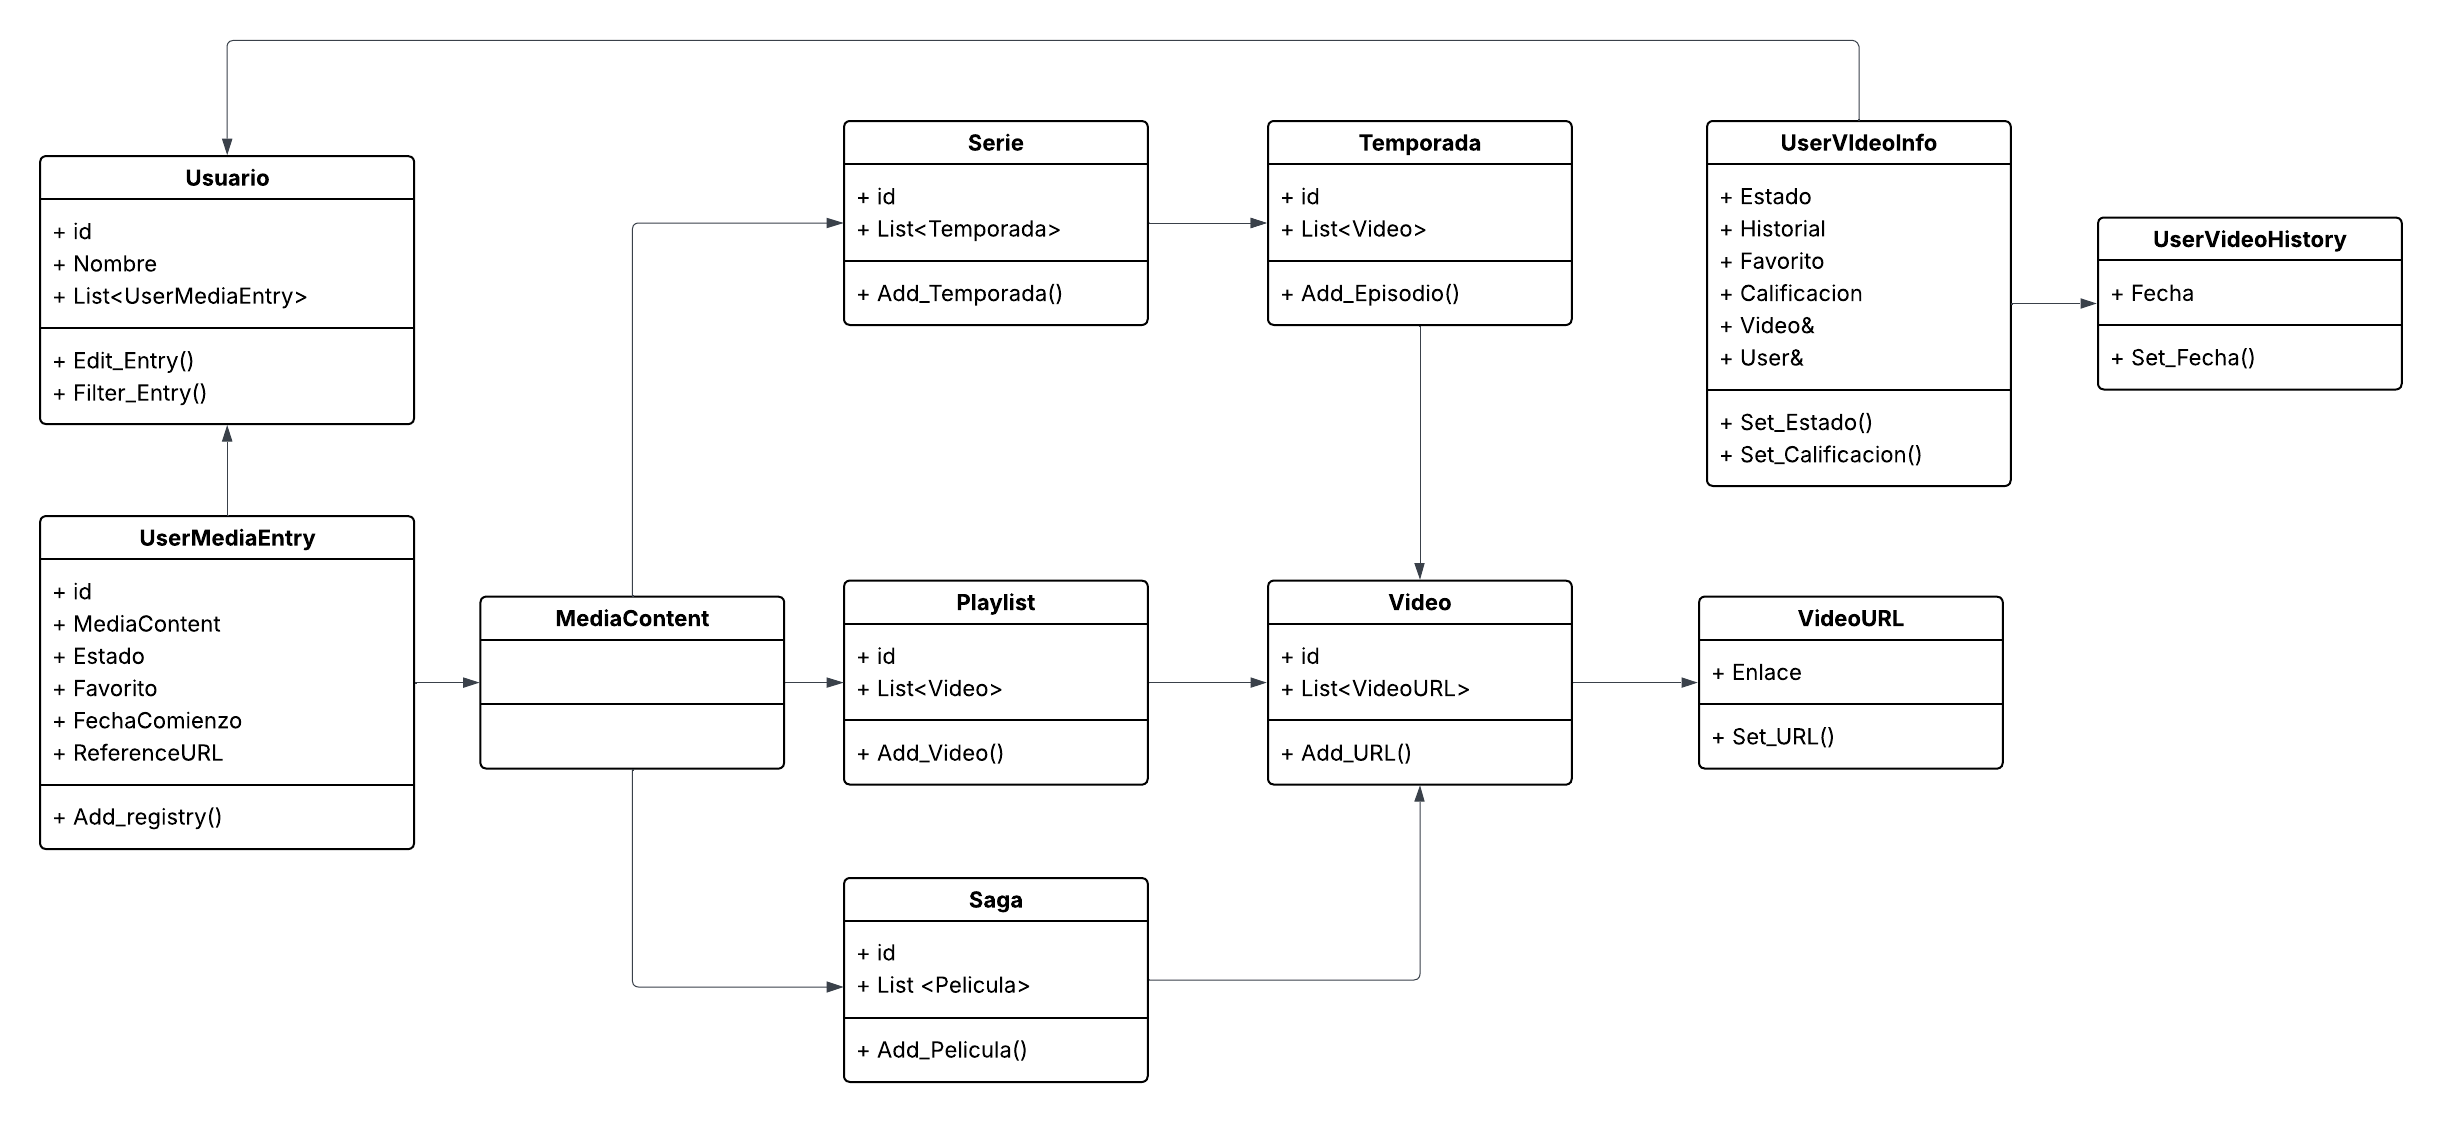 Usuario
+ id
+ Nombre
+ List<UserMediaEntry>
+ Edit_Entry()
+ Filter_Entry()
UserMediaEntry
+ id
+ MediaContent
+ Estado
+ Favorito
+ FechaComienzo
+ ReferenceURL
+ Add_registry()
MediaContent
Serie
+ id
+ List<Temporada>
+ Add_Temporada()
Temporada
+ id
+ List<Video>
+ Add_Episodio()
Playlist
+ id
+ List<Video>
+ Add_Video()
Video
+ id
+ List<VideoURL>
+ Add_URL()
Saga
+ id
+ List <Pelicula>
+ Add_Pelicula()
UserVIdeoInfo
+ Estado
+ Historial
+ Favorito
+ Calificacion
+ Video&
+ User&
+ Set_Estado()
+ Set_Calificacion()
UserVideoHistory
+ Fecha
+ Set_Fecha()
VideoURL
+ Enlace
+ Set_URL()